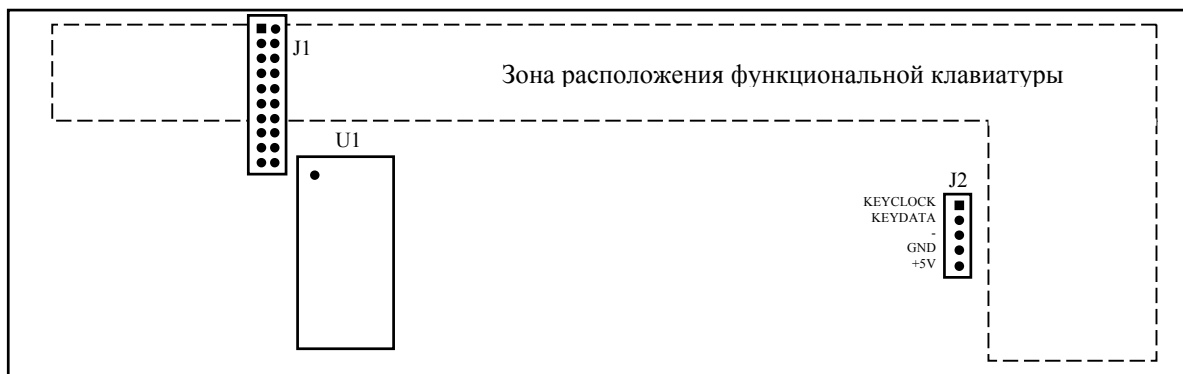 J1
Зона расположения функциональной клавиатуры
U1
J2
KEYCLOCK
KEYDATA
-
GND
+5V